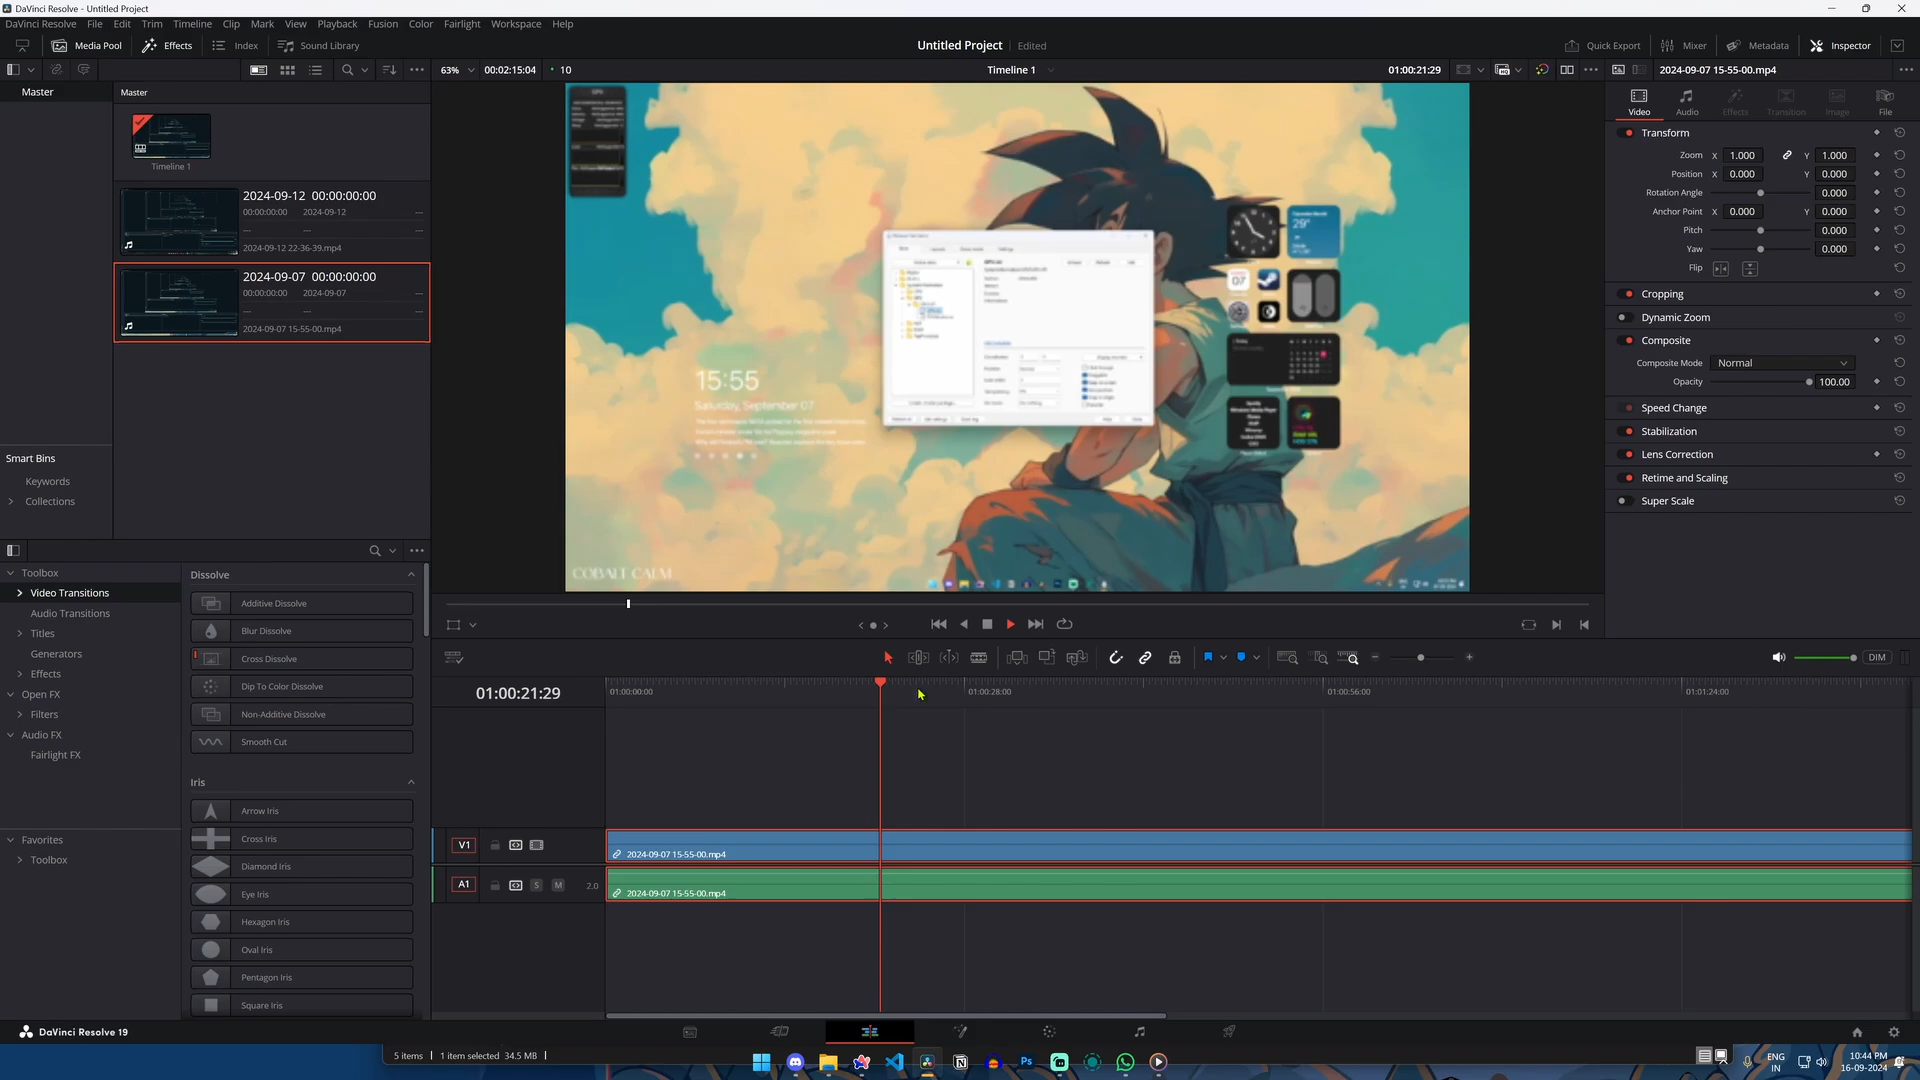 DaVinci Resolve - Untitled Project
DaVinci Resolve File Edit Trim Timeline Clip Mark View Playback Fusion Color Fairlight Workspace Help
Media Pool Effects Index Sound Library Untitled Project Edited Quick Export Mixer Metadata Inspector
63% 00:02:15:04 10 Timeline 1 01:00:21:29 2024-09-07 15-55-00.mp4
Master Master
Timeline 1
2024-09-12 00:00:00:00
00:00:00:00 2024-09-12
2024-09-12 22-36-39.mp4
2024-09-07 00:00:00:00
00:00:00:00 2024-09-07
2024-09-07 15-55-00.mp4
Smart Bins
Keywords
Collections
15:55
Saturday, September 07
29°
07
COBALT CALM
Video Audio Effects Transition Image File
Transform
Zoom X 1.000 Y 1.000
Position X 0.000 Y 0.000
Rotation Angle 0.000
Anchor Point X 0.000 Y 0.000
Pitch 0.000
Yaw 0.000
Flip
Cropping
Dynamic Zoom
Composite
Composite Mode Normal
Opacity 100.00
Speed Change
Stabilization
Lens Correction
Retime and Scaling
Super Scale
Toolbox
Video Transitions
Audio Transitions
Titles
Generators
Effects
Open FX
Filters
Audio FX
Fairlight FX
Favorites
Toolbox
Dissolve
Additive Dissolve
Blur Dissolve
Cross Dissolve
Dip To Color Dissolve
Non-Additive Dissolve
Smooth Cut
Iris
Arrow Iris
Cross Iris
Diamond Iris
Eye Iris
Hexagon Iris
Oval Iris
Pentagon Iris
Square Iris
DIM
01:00:21:29 01:00:00:00 01:00:28:00 01:00:56:00 01:01:24:00
V1 2024-09-07 15-55-00.mp4
A1 S M 2.0 2024-09-07 15-55-00.mp4
DaVinci Resolve 19
5 items 1 item selected 34.5 MB
Ps
ENG
IN
10:44 PM
16-09-2024